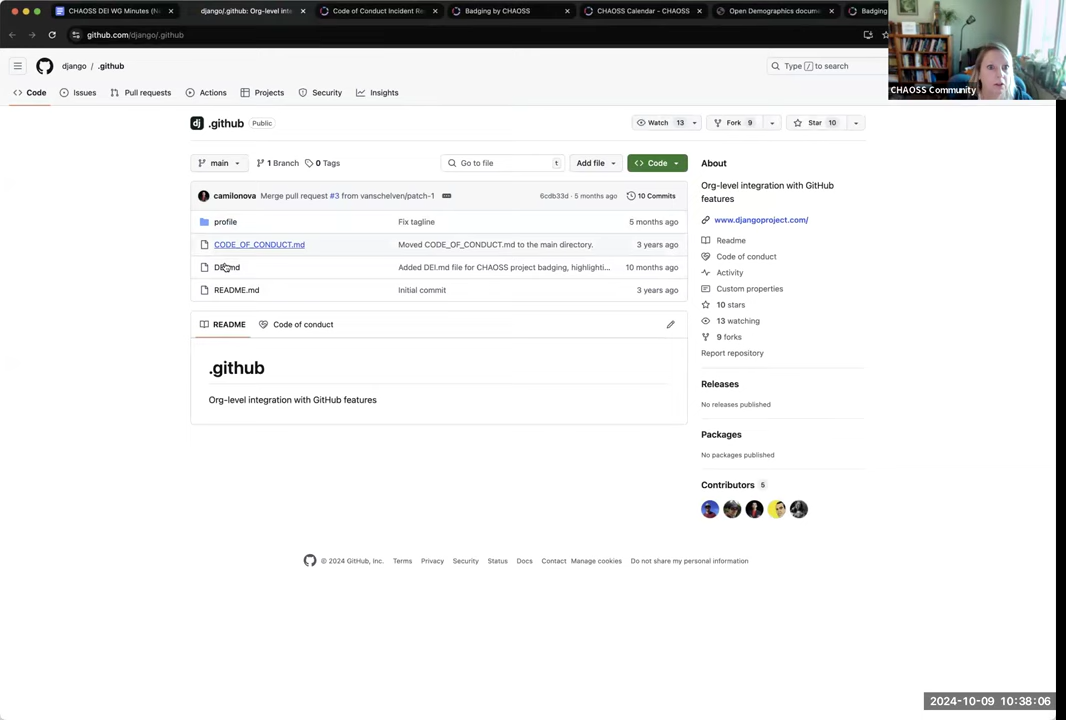 CHAOSS DEI WG Minutes (N
django/.github: Org-level inte
Code of Conduct Incident Re
Badging by CHAOSS
CHAOSS Calendar – CHAOSS
Open Demographics docum
Badging
github.com/django/.github
CHAOSS Community
django / .github
Type / to search
Code
Issues
Pull requests
Actions
Projects
Security
Insights
dj .github Public
Watch 13
Fork 9
Star 10
main
1 Branch
0 Tags
Go to file t
Add file
Code
camilonova Merge pull request #3 from vanschelven/patch-1
6cdb33d · 5 months ago
10 Commits
profile Fix tagline 5 months ago
CODE_OF_CONDUCT.md Moved CODE_OF_CONDUCT.md to the main directory. 3 years ago
DEI.md Added DEI.md file for CHAOSS project badging, highlighti... 10 months ago
README.md Initial commit 3 years ago
README
Code of conduct
.github
Org-level integration with GitHub features
About
Org-level integration with GitHub
features
www.djangoproject.com/
Readme
Code of conduct
Activity
Custom properties
10 stars
13 watching
9 forks
Report repository
Releases
No releases published
Packages
No packages published
Contributors 5
© 2024 GitHub, Inc. Terms Privacy Security Status Docs Contact Manage cookies Do not share my personal information
2024-10-09 10:38:06